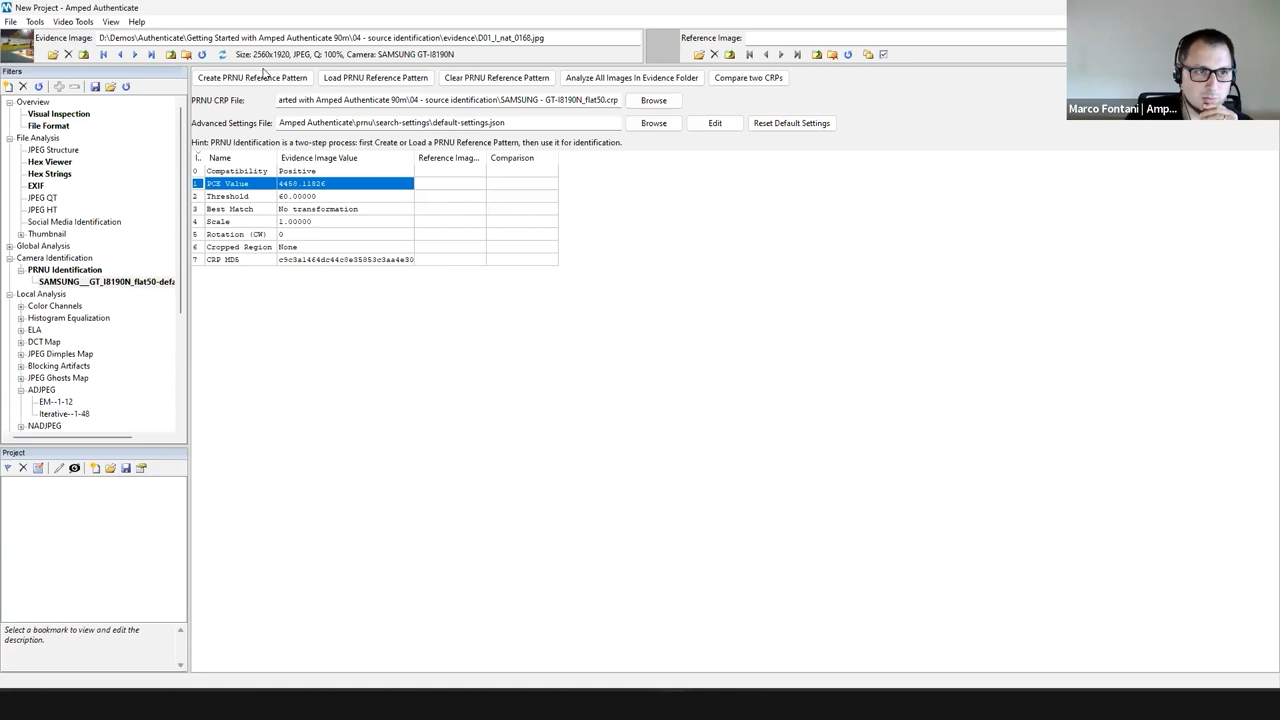 New Project - Amped Authenticate
File Tools Video Tools View Help
Evidence Image: D:\Demos\Authenticate\Getting Started with Amped Authenticate 90m\04 - source identification\evidence\D01_I_nat_0168.jpg
Reference Image:
Size: 2560x1920, JPEG, Q: 100%, Camera: SAMSUNG GT-I8190N
Filters
Overview
Visual Inspection
File Format
File Analysis
JPEG Structure
Hex Viewer
Hex Strings
EXIF
JPEG QT
JPEG HT
Social Media Identification
Thumbnail
Global Analysis
Camera Identification
PRNU Identification
SAMSUNG__GT_I8190N_flat50-defa
Local Analysis
Color Channels
Histogram Equalization
ELA
DCT Map
JPEG Dimples Map
Blocking Artifacts
JPEG Ghosts Map
ADJPEG
EM--1-12
Iterative--1-48
NADJPEG
Project
Select a bookmark to view and edit the
description.
Create PRNU Reference Pattern Load PRNU Reference Pattern Clear PRNU Reference Pattern Analyze All Images In Evidence Folder Compare two CRPs
PRNU CRP File: arted with Amped Authenticate 90m\04 - source identification\SAMSUNG - GT-I8190N_flat50.crp Browse
Advanced Settings File: Amped Authenticate\prnu\search-settings\default-settings.json Browse Edit Reset Default Settings
Hint: PRNU Identification is a two-step process: first Create or Load a PRNU Reference Pattern, then use it for identification.
I.. Name Evidence Image Value Reference Imag... Comparison
0 Compatibility Positive
1 PCE Value 4458.11826
2 Threshold 60.00000
3 Best Match No transformation
4 Scale 1.00000
5 Rotation (CW) 0
6 Cropped Region None
7 CRP MD5
Marco Fontani | Amp...